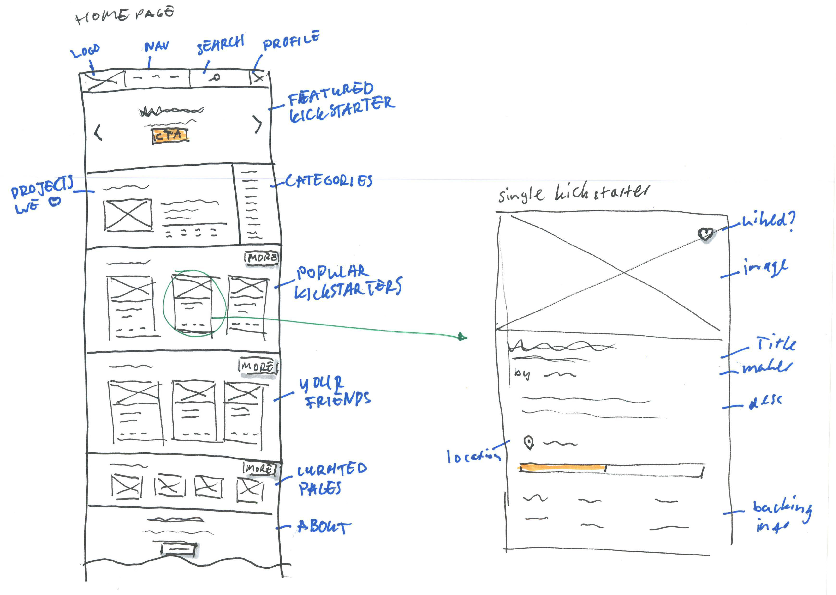 HOME PAGE
LOGO
NAV
SEARCH
PROFILE
FEATURED
KICKSTARTER
CTA
PROJECTS
WE ♡
CATEGORIES
MORE
POPULAR
KICKSTARTERS
MORE
YOUR
FRIENDS
MORE
CURATED
PAGES
ABOUT
single kickstarter
liked?
image
Title
by
maker
desc
location
backing
info